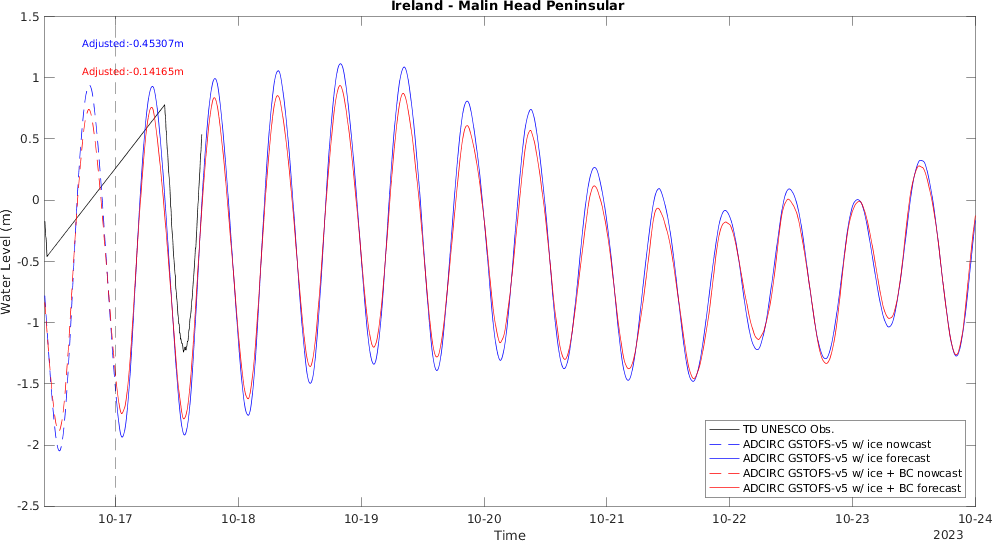 Ireland - Malin Head Peninsular
Adjusted:-0.45307m
Adjusted:-0.14165m
Water Level (m)
1.5
1
0.5
0
-0.5
-1
-1.5
-2
-2.5
TD UNESCO Obs.
ADCIRC GSTOFS-v5 w/ ice nowcast
ADCIRC GSTOFS-v5 w/ ice forecast
ADCIRC GSTOFS-v5 w/ ice + BC nowcast
ADCIRC GSTOFS-v5 w/ ice + BC forecast
10-17 10-18 10-19 10-20 10-21 10-22 10-23 10-24
Time
2023